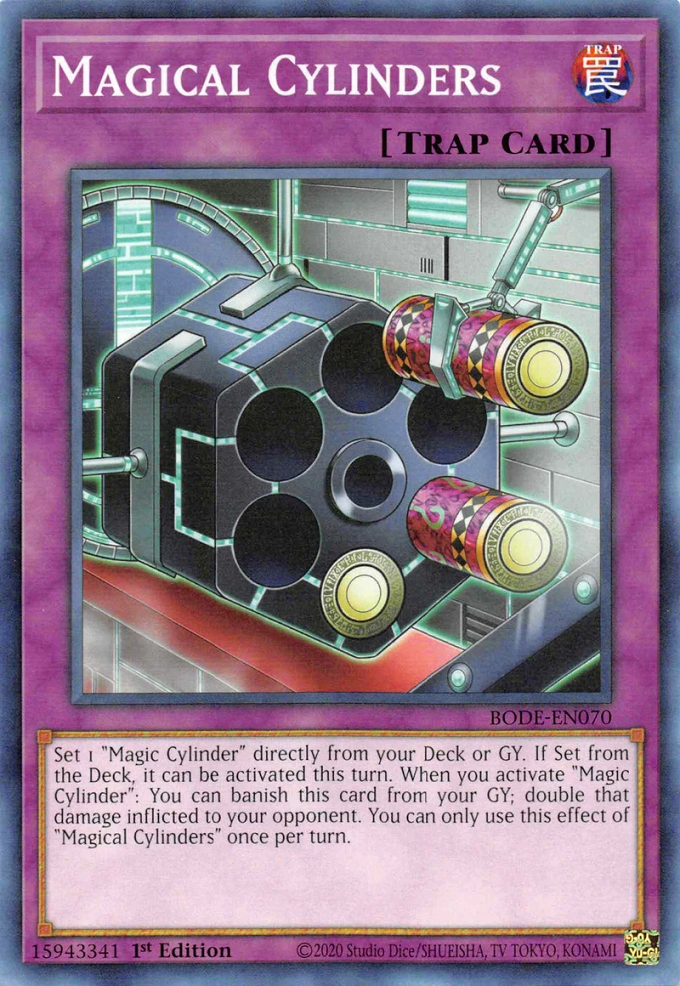 MAGICAL CYLINDERS
TRAP
罠
[TRAP CARD]
BODE-EN070
Set 1 "Magic Cylinder" directly from your Deck or GY. If Set from
the Deck, it can be activated this turn. When you activate "Magic
Cylinder": You can banish this card from your GY; double that
damage inflicted to your opponent. You can only use this effect of
"Magical Cylinders" once per turn.
15943341 1st Edition
©2020 Studio Dice/SHUEISHA, TV TOKYO, KONAMI